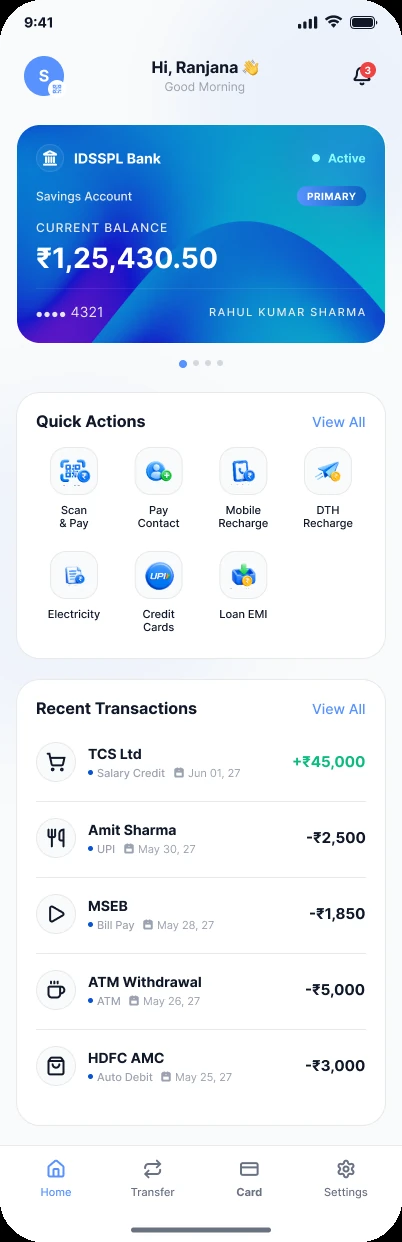 9:41
S
Hi, Ranjana 👋
Good Morning
3
IDSSPL Bank
Active
Savings Account
PRIMARY
CURRENT BALANCE
₹1,25,430.50
●●●● 4321
RAHUL KUMAR SHARMA
Quick Actions
View All
Scan
& Pay
Pay
Contact
Mobile
Recharge
DTH
Recharge
Electricity
UPI
Credit
Cards
Loan EMI
Recent Transactions
View All
TCS Ltd
Salary Credit Jun 01, 27
+₹45,000
Amit Sharma
UPI May 30, 27
-₹2,500
MSEB
Bill Pay May 28, 27
-₹1,850
ATM Withdrawal
ATM May 26, 27
-₹5,000
HDFC AMC
Auto Debit May 25, 27
-₹3,000
Home
Transfer
Card
Settings